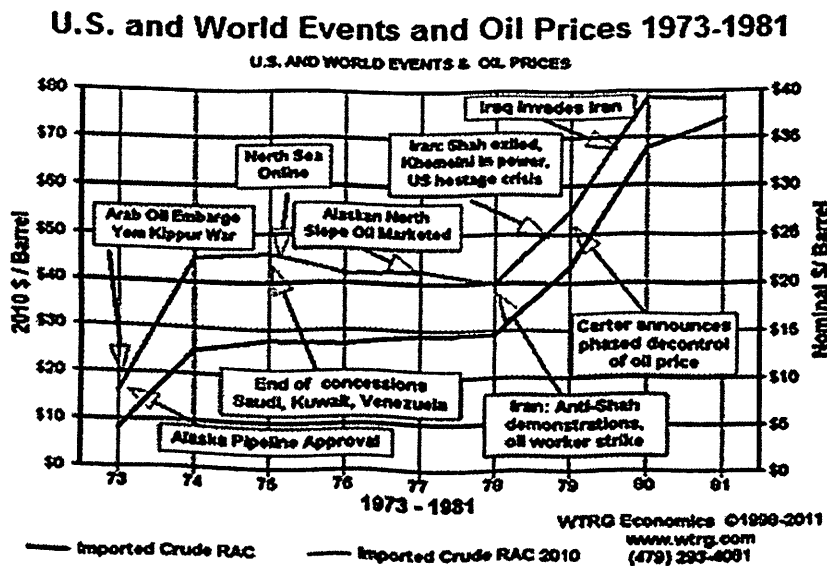 U.S. and World Events and Oil Prices 1973-1981
U.S. AND WORLD EVENTS & OIL PRICES
$80
$70
$60
$50
$40
$30
$20
$10
$0
2010 $ / Barrel
$40
$35
$30
$25
$20
$15
$10
$5
$0
Nominal $/ Barrel
Iraq Invades Iran
Iran: Shah exiled,
Khomeini in power,
US hostage crisis
North Sea
Online
Arab Oil Embargo
Yom Kippur War
Alaskan North
Slope Oil Marketed
Carter announces
phased decontrol
of oil price
End of concessions
Saudi, Kuwait, Venezuela
Iran: Anti-Shah
demonstrations,
oil worker strike
Alaska Pipeline Approval
73 74 75 76 77 78 79 80 81
1973 - 1981
WTRG Economics ©1998-2011
www.wtrg.com
(479) 293-4081
Imported Crude RAC
Imported Crude RAC 2010